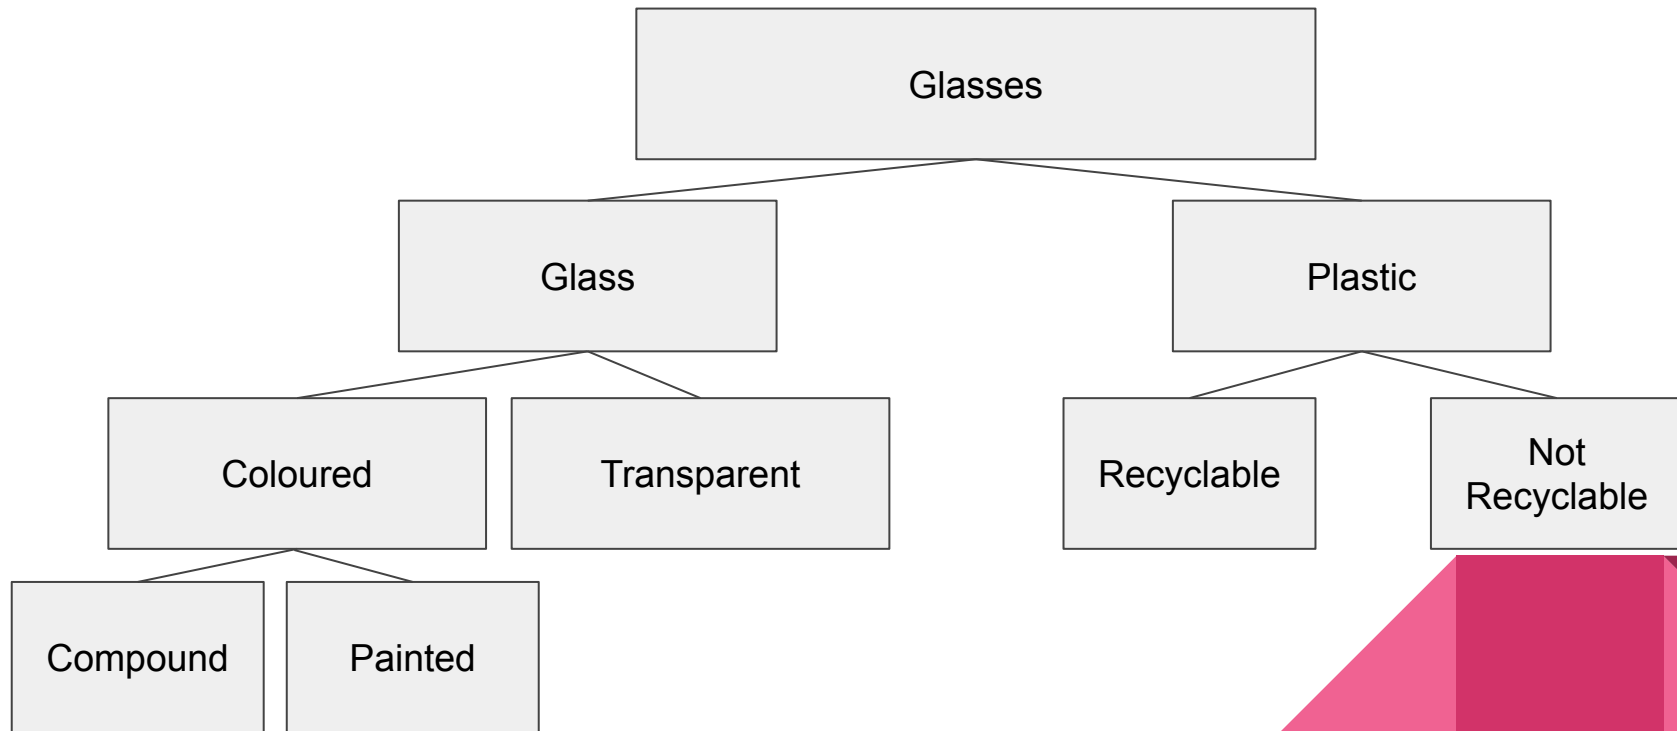 Glasses
Glass
Plastic
Coloured
Transparent
Recyclable
Not
Recyclable
Compound
Painted